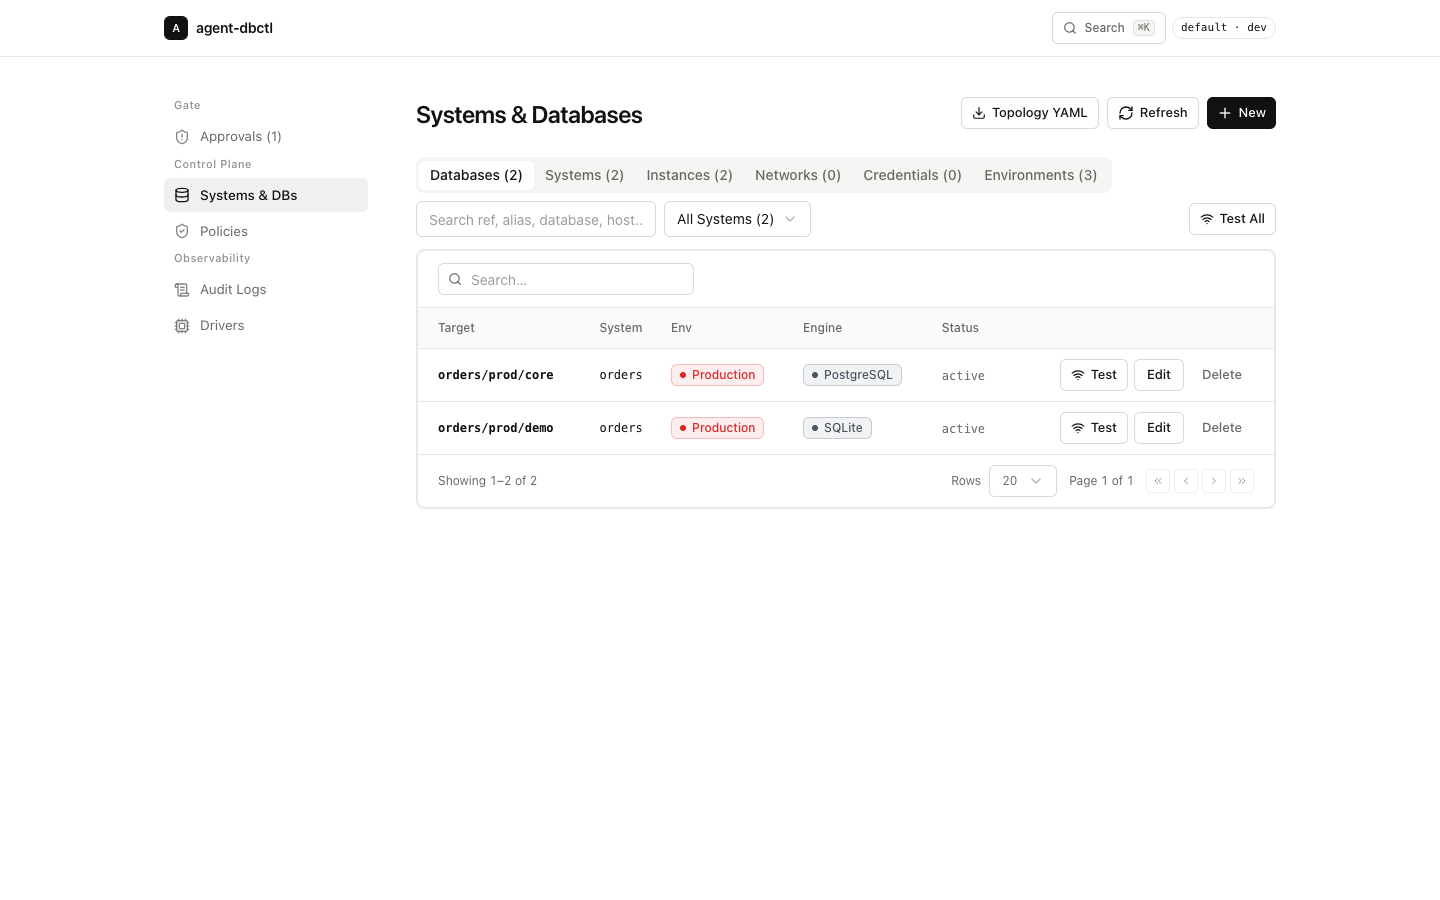 A agent-dbctl
Search ⌘K
default · dev
Gate
Approvals (1)
Control Plane
Systems & DBs
Policies
Observability
Audit Logs
Drivers
Systems & Databases
Topology YAML
Refresh
New
Databases (2) Systems (2) Instances (2) Networks (0) Credentials (0) Environments (3)
Search ref, alias, database, host..
All Systems (2)
Test All
Search...
Target System Env Engine Status
orders/prod/core orders Production PostgreSQL active Test Edit Delete
orders/prod/demo orders Production SQLite active Test Edit Delete
Showing 1–2 of 2 Rows 20 Page 1 of 1 « ‹ › »